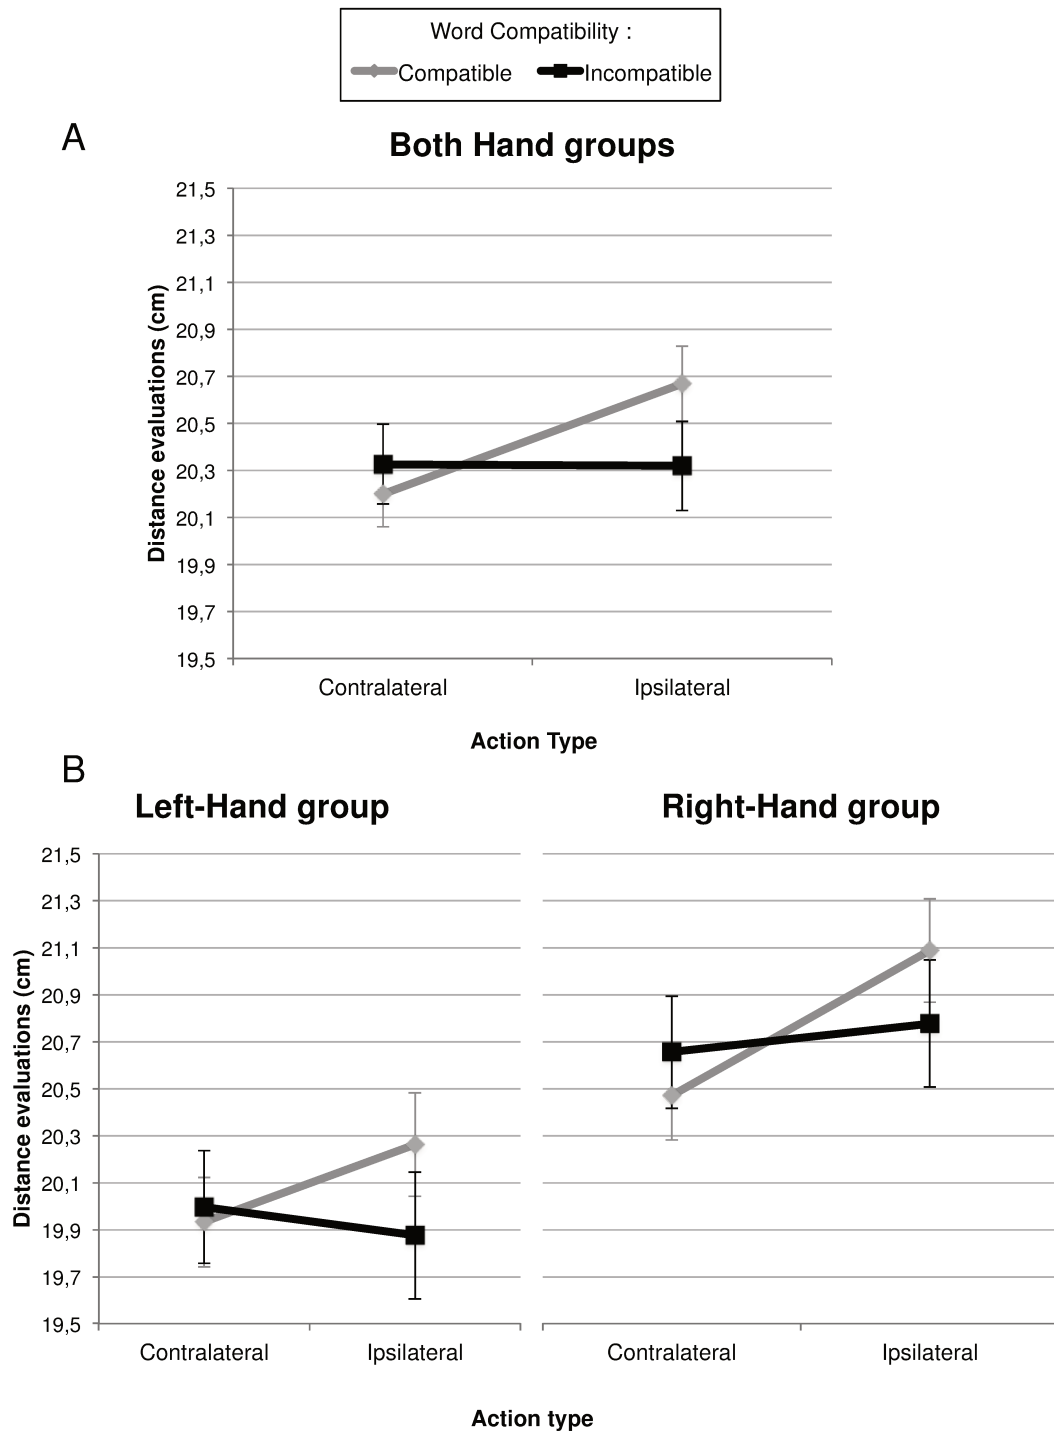 Word Compatibility :
Compatible Incompatible
A
Both Hand groups
21,5
21,3
21,1
20,9
20,7
20,5
20,3
20,1
19,9
19,7
19,5
Distance evaluations (cm)
Contralateral Ipsilateral
Action Type
B
Left-Hand group Right-Hand group
21,5
21,3
21,1
20,9
20,7
20,5
20,3
20,1
19,9
19,7
19,5
Distance evaluations (cm)
Contralateral Ipsilateral Contralateral Ipsilateral
Action type